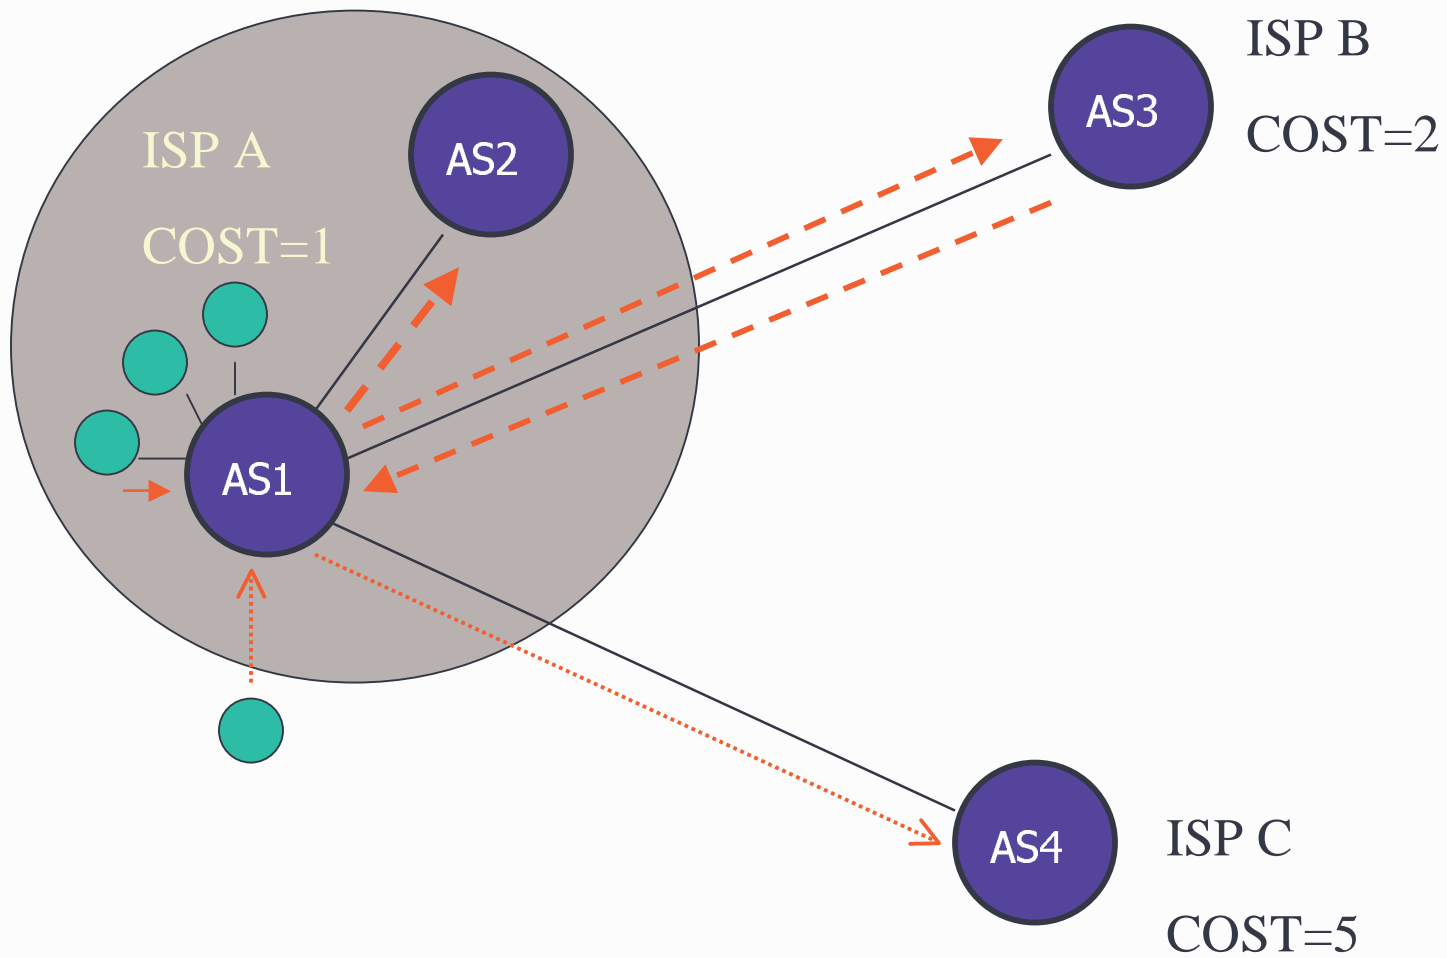 ISP A
COST=1
AS2
AS1
AS3
ISP B
COST=2
AS4
ISP C
COST=5